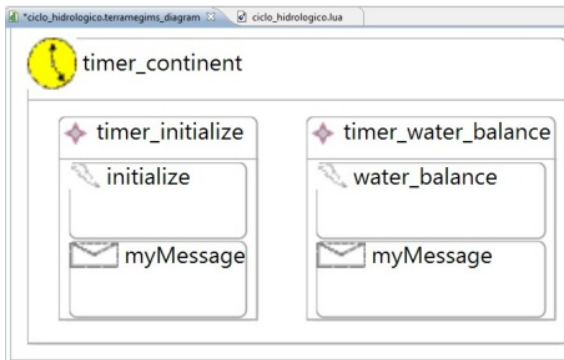 *ciclo_hidrologico.terramegims_diagram ciclo_hidrologico.lua
timer_continent
timer_initialize timer_water_balance
initialize water_balance
myMessage myMessage